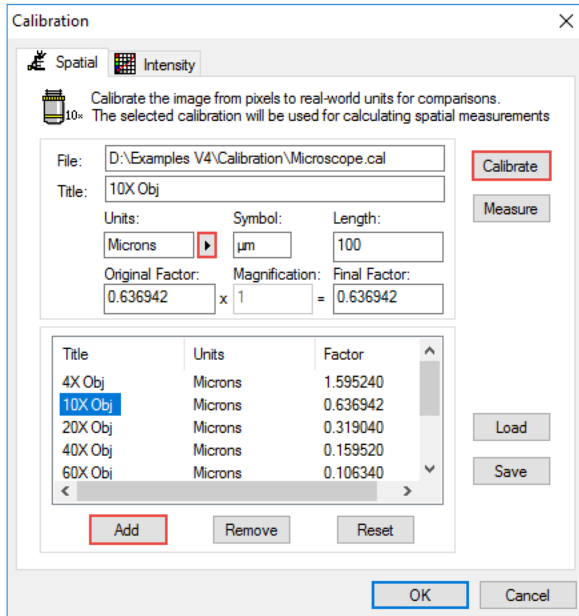 Calibration
Spatial Intensity
Calibrate the image from pixels to real-world units for comparisons.
10x The selected calibration will be used for calculating spatial measurements
File: D:\Examples V4\Calibration\Microscope.cal
Calibrate
Title: 10X Obj
Measure
Units: Symbol: Length:
Microns µm 100
Original Factor: Magnification: Final Factor:
0.636942 x 1 = 0.636942
Title Units Factor
4X Obj Microns 1.595240
10X Obj Microns 0.636942
20X Obj Microns 0.319040
Load
40X Obj Microns 0.159520
60X Obj Microns 0.106340
Save
Add Remove Reset
OK Cancel